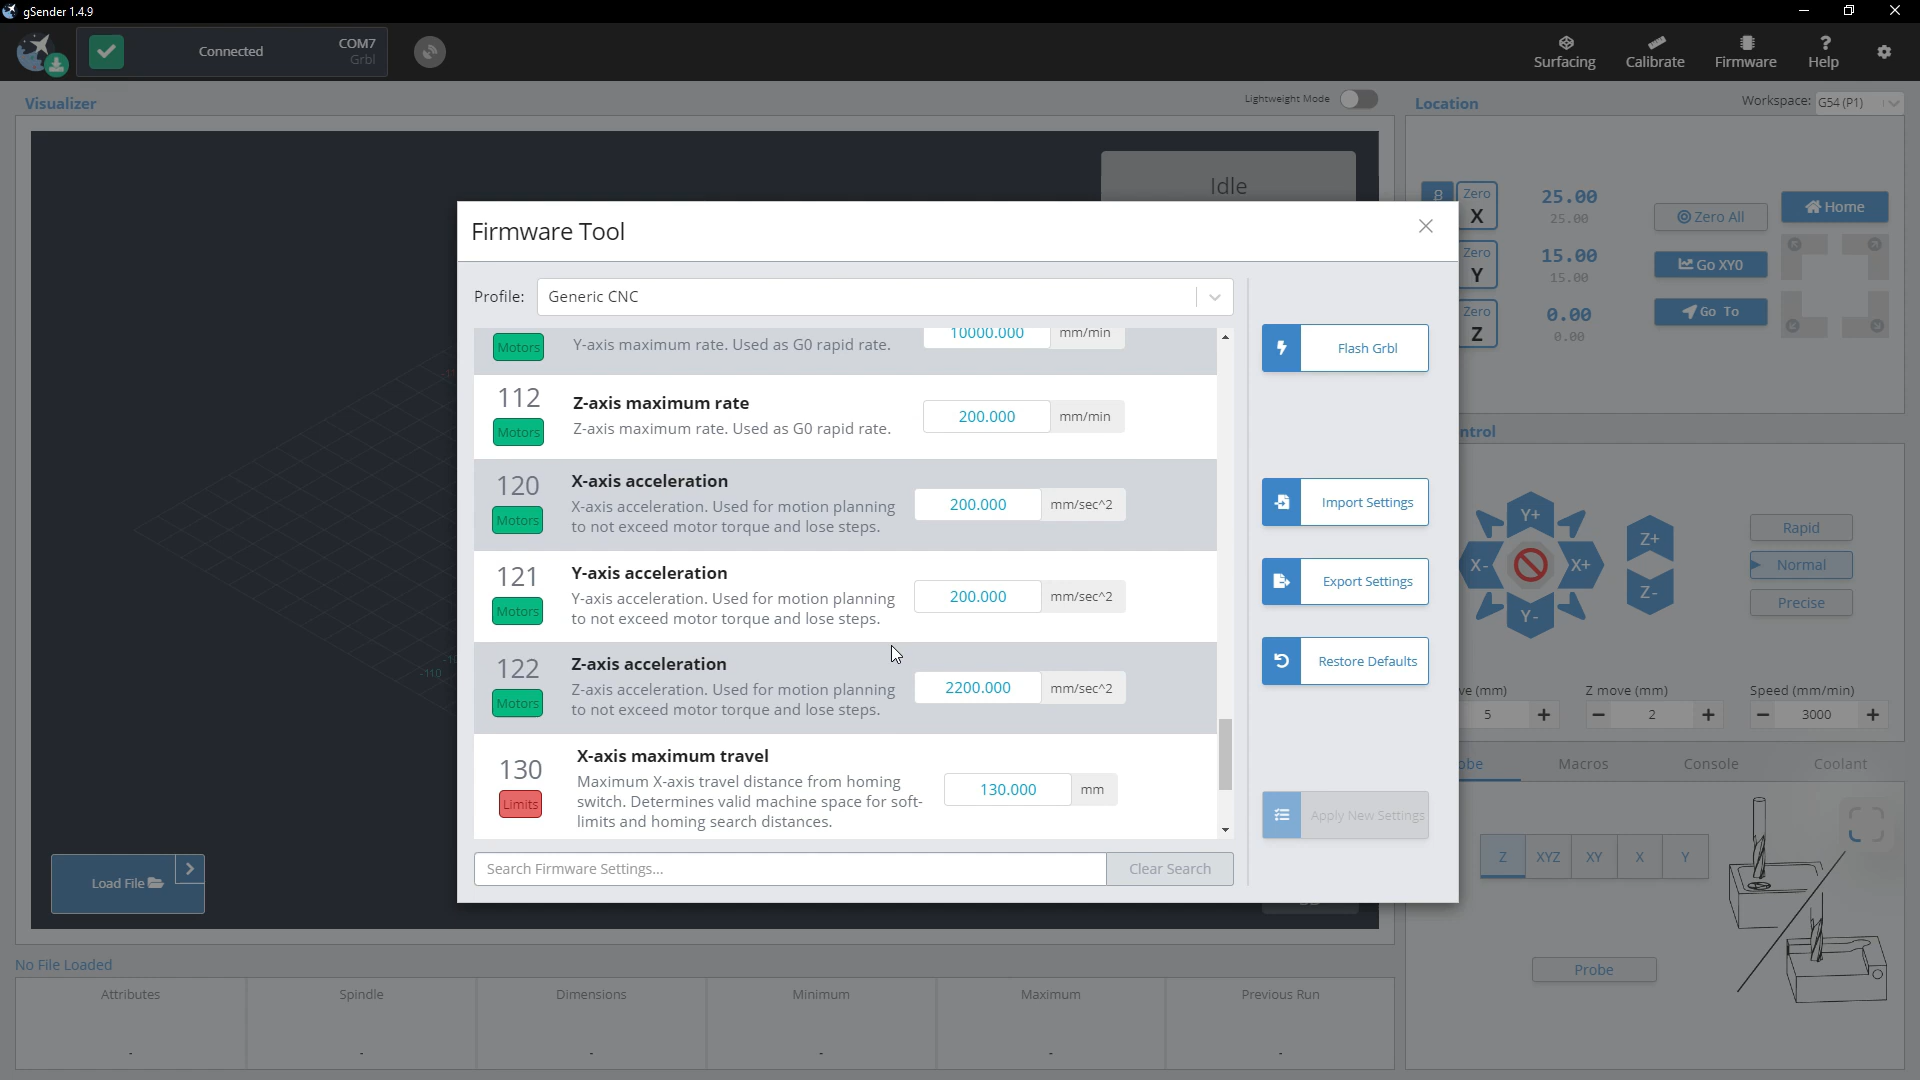 gSender 1.4.9
Connected
COM7
Grbl
Surfacing
Calibrate
Firmware
Help
Visualizer
Lightweight Mode
Location
Workspace:
G54 (P1)
Idle
Firmware Tool
Profile:
Generic CNC
Motors
Y-axis maximum rate. Used as G0 rapid rate.
10000.000
mm/min
112
Motors
Z-axis maximum rate
Z-axis maximum rate. Used as G0 rapid rate.
200.000
mm/min
120
Motors
X-axis acceleration
X-axis acceleration. Used for motion planning
to not exceed motor torque and lose steps.
200.000
mm/sec^2
121
Motors
Y-axis acceleration
Y-axis acceleration. Used for motion planning
to not exceed motor torque and lose steps.
200.000
mm/sec^2
122
Motors
Z-axis acceleration
Z-axis acceleration. Used for motion planning
to not exceed motor torque and lose steps.
2200.000
mm/sec^2
130
Limits
X-axis maximum travel
Maximum X-axis travel distance from homing
switch. Determines valid machine space for soft-
limits and homing search distances.
130.000
mm
Search Firmware Settings...
Clear Search
Flash Grbl
Import Settings
Export Settings
Restore Defaults
Apply New Settings
Zero
X
25.00
25.00
Zero
Y
15.00
15.00
Zero
Z
0.00
0.00
Zero All
Go XY0
Go To
Home
ntrol
Y+
X-
X+
Y-
Z+
Z-
Rapid
Normal
Precise
ve (mm)
5
Z move (mm)
2
Speed (mm/min)
3000
obe
Macros
Console
Coolant
Z
XYZ
XY
X
Y
Probe
-110
Load File
No File Loaded
Attributes
Spindle
Dimensions
Minimum
Maximum
Previous Run
-
-
-
-
-
-